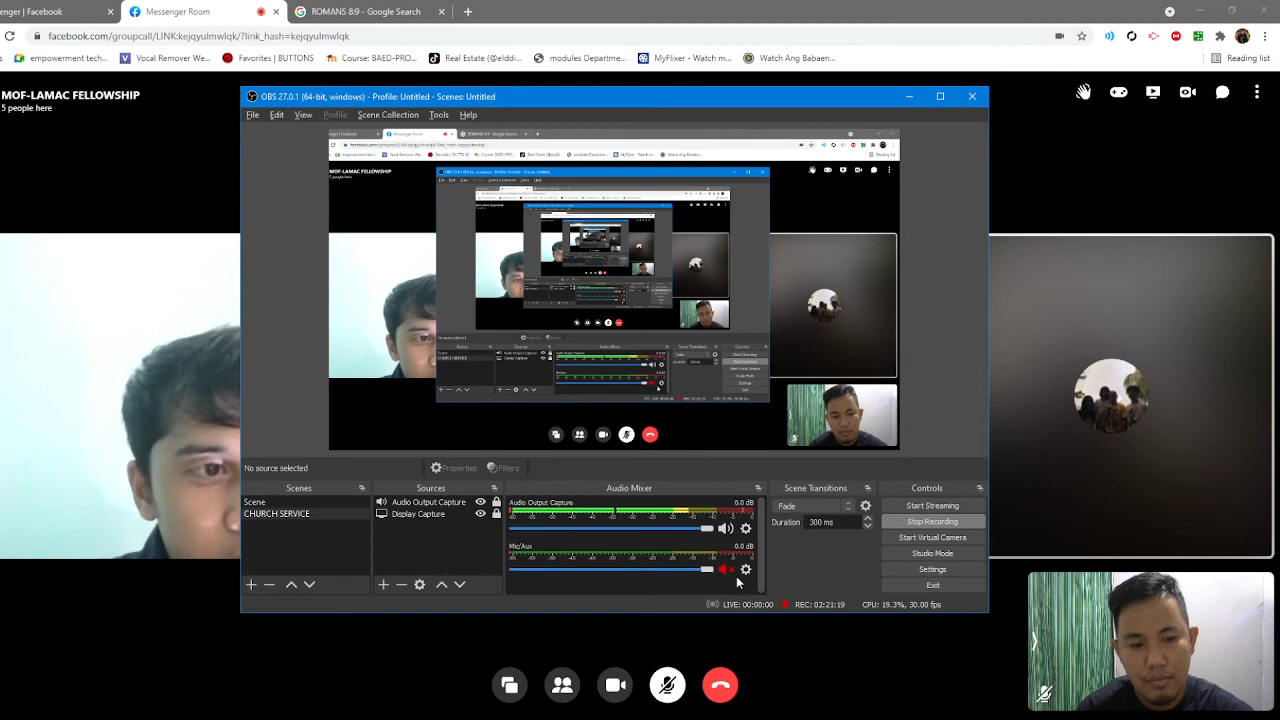 nger | Facebook
Messenger Room
ROMANS 8:9 - Google Search
facebook.com/groupcall/LINK:kejqyulmwlqk/?link_hash=kejqyulmwlqk
empowerment tech...
Vocal Remover We...
Favorites | BUTTONS
Course: BAED-PRO...
Real Estate (@elddi...
modules Departme...
MyFlixer - Watch m...
Watch Ang Babaen...
Reading list
MOF-LAMAC FELLOWSHIP
5 people here
OBS 27.0.1 (64-bit, windows) - Profile: Untitled - Scenes: Untitled
File Edit View Profile Scene Collection Tools Help
No source selected
Properties
Filters
Scenes
Sources
Audio Mixer
Scene Transitions
Controls
Scene
CHURCH SERVICE
Audio Output Capture
Display Capture
Audio Output Capture 0.0 dB
Mic/Aux 0.0 dB
Fade
Duration 300 ms
Start Streaming
Stop Recording
Start Virtual Camera
Studio Mode
Settings
Exit
LIVE: 00:00:00
REC: 02:21:19
CPU: 19.3%, 30.00 fps